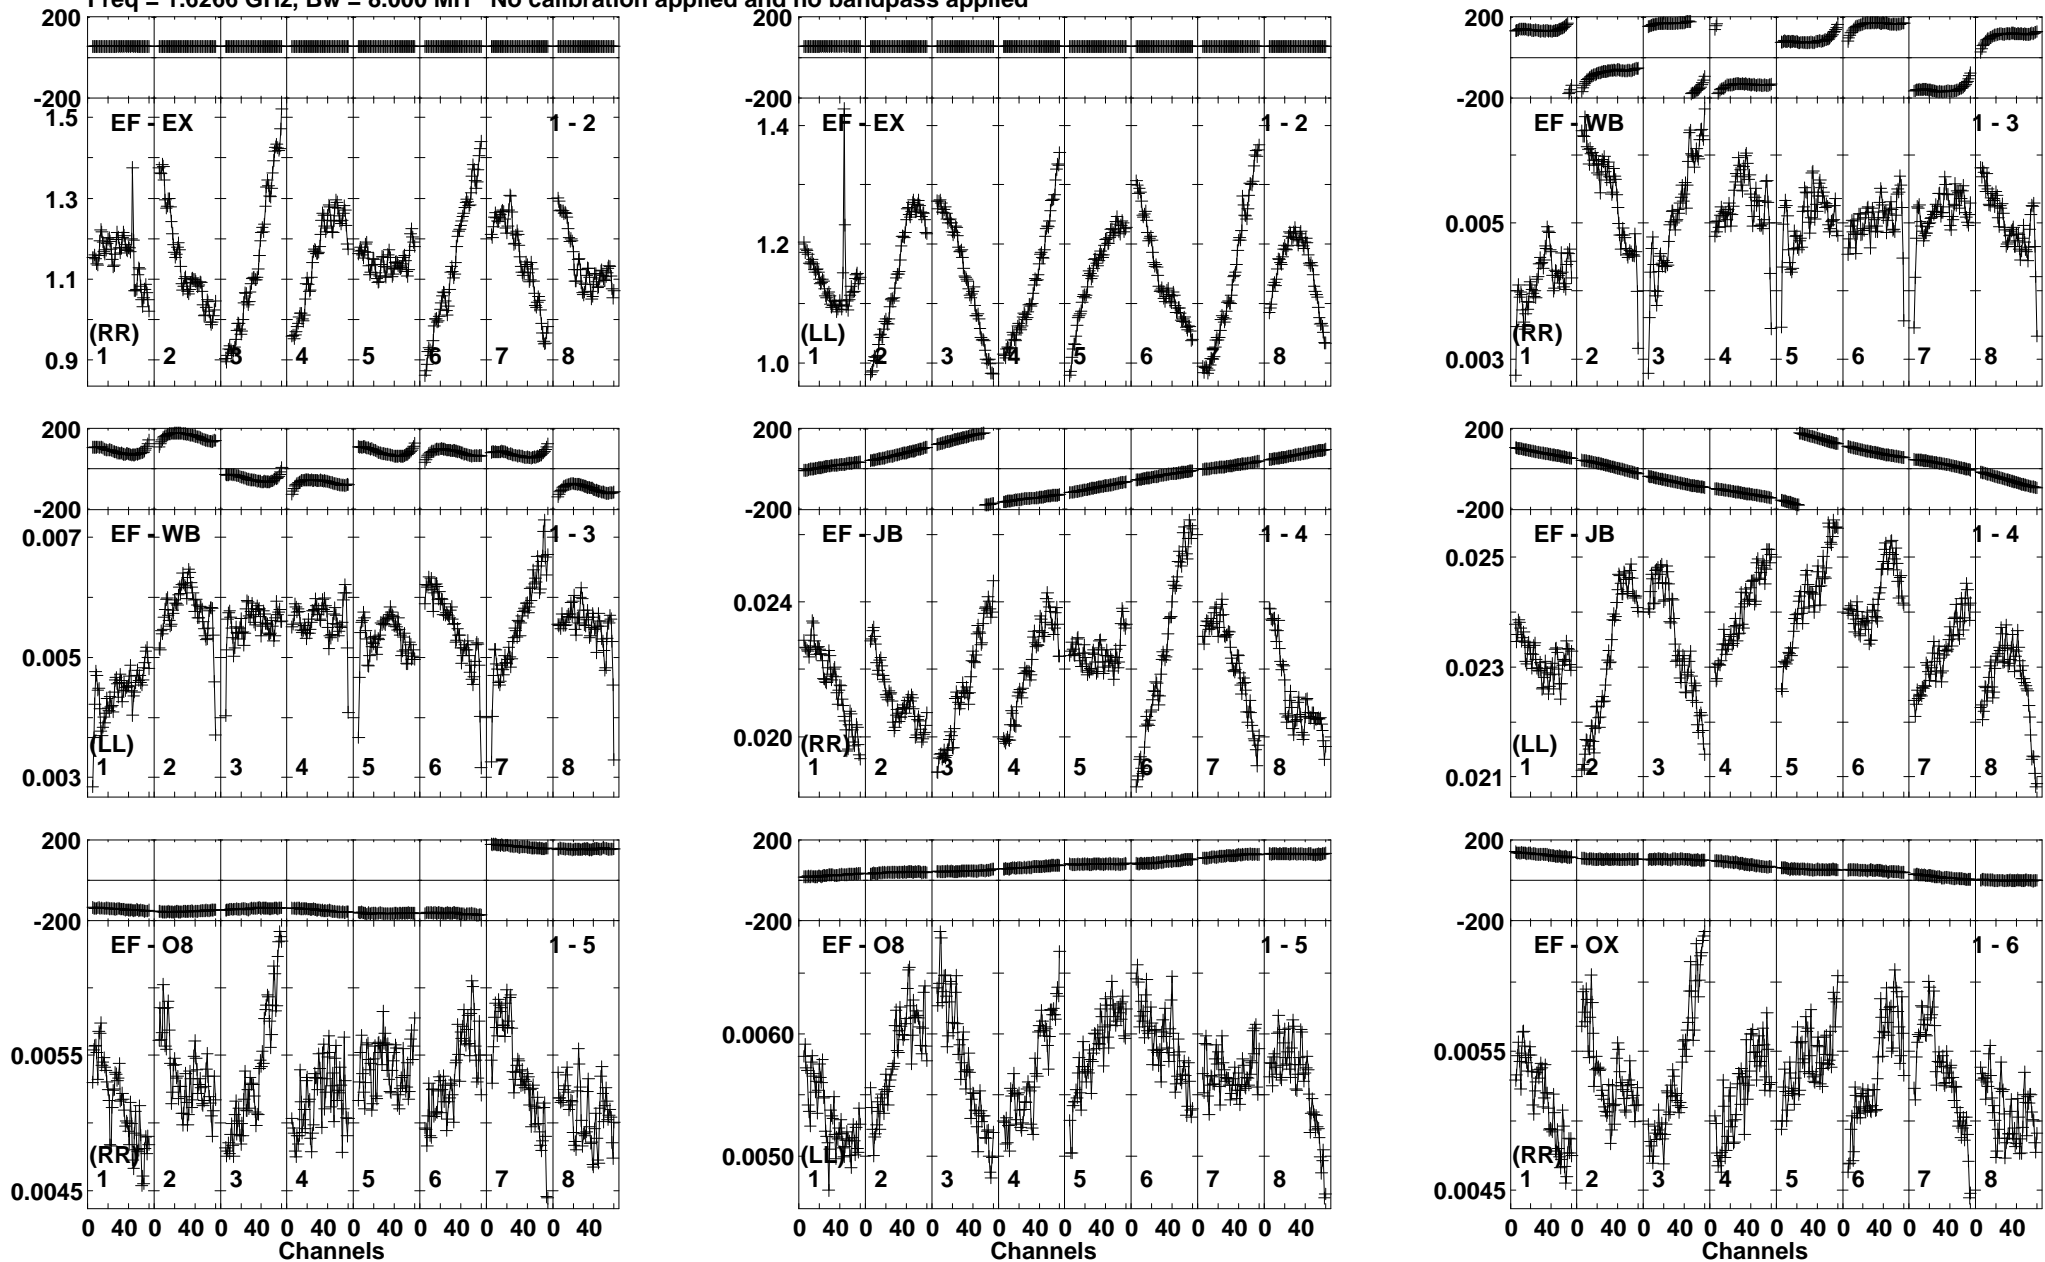 Freq = 1.6266 GHz, Bw = 8.000 MH No calibration applied and no bandpass applied
200
-200
1.5
1.3
1.1
0.9
EF - EX
1 - 2
(RR)
1 2 3 4 5 6 7 8
200
-200
1.4
1.2
1.0
EF - EX
1 - 2
(LL)
1 2 3 4 5 6 7 8
200
-200
0.005
0.003
EF - WB
1 - 3
(RR)
1 2 3 4 5 6 7 8
200
-200
0.007
0.005
0.003
EF - WB
1 - 3
(LL)
1 2 3 4 5 6 7 8
200
-200
0.024
0.020
EF - JB
1 - 4
(RR)
1 2 3 4 5 6 7 8
200
-200
0.025
0.023
0.021
EF - JB
1 - 4
(LL)
1 2 3 4 5 6 7 8
200
-200
0.0055
0.0045
EF - O8
1 - 5
(RR)
1 2 3 4 5 6 7 8
0 40 0 40 0 40 0 40 0 40 0 40 0 40 0 40
Channels
200
-200
0.0060
0.0050
EF - O8
1 - 5
(LL)
1 2 3 4 5 6 7 8
0 40 0 40 0 40 0 40 0 40 0 40 0 40 0 40
Channels
200
-200
0.0055
0.0045
EF - OX
1 - 6
(RR)
1 2 3 4 5 6 7 8
0 40 0 40 0 40 0 40 0 40 0 40 0 40 0 40
Channels